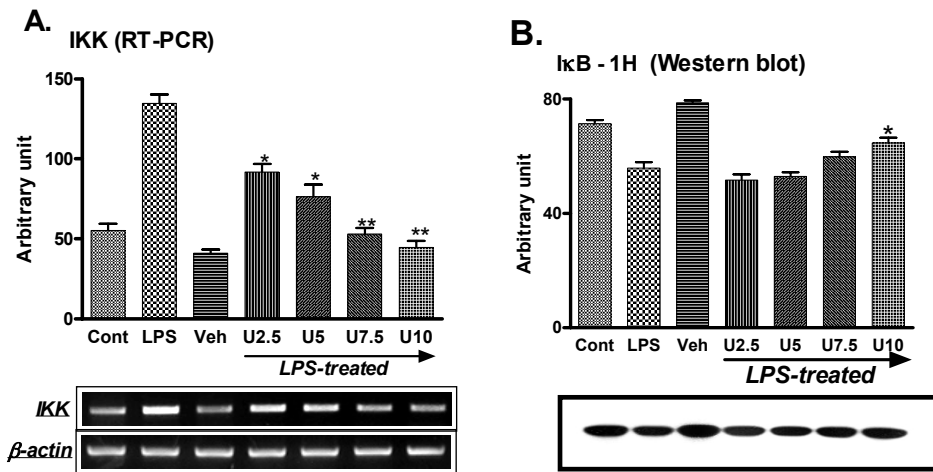 A.
IKK (RT-PCR)
Arbitrary unit
150
100
50
0
* * ** **
Cont LPS Veh U2.5 U5 U7.5 U10
LPS-treated
IKK
β-actin
B.
IκB - 1H (Western blot)
Arbitrary unit
80
40
0
*
Cont LPS Veh U2.5 U5 U7.5 U10
LPS-treated